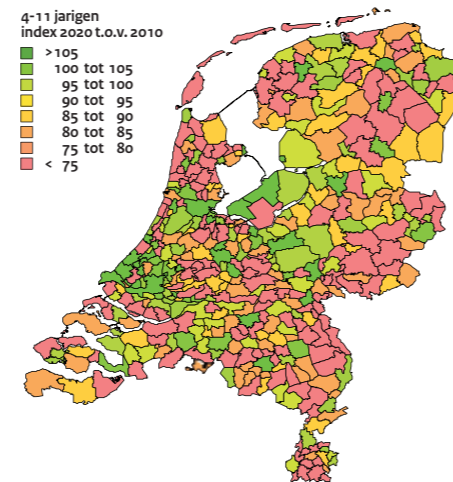 4-11 jarigen
index 2020 t.o.v. 2010
>105
100 tot 105
95 tot 100
90 tot 95
85 tot 90
80 tot 85
75 tot 80
< 75